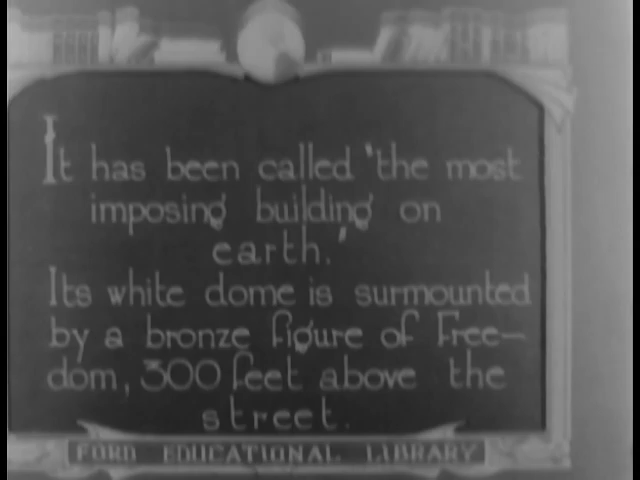 It has been called 'the most
imposing building on
earth.'
Its white dome is surmounted
by a bronze figure of Free-
dom, 300 feet above the
street.
FORD EDUCATIONAL LIBRARY